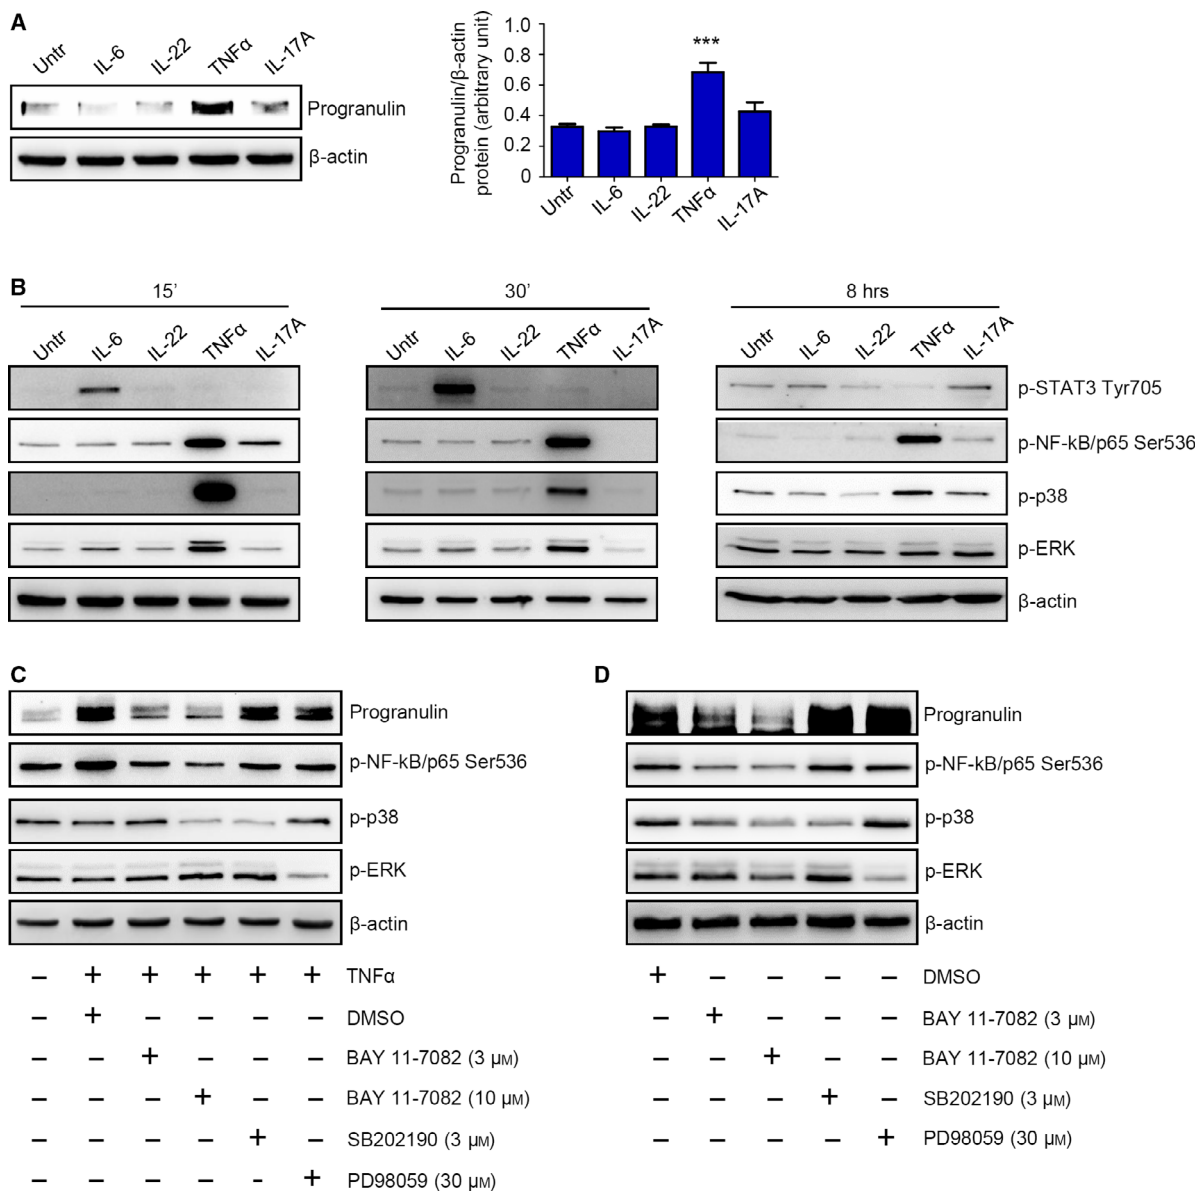 A
Untr IL-6 IL-22 TNFα IL-17A
Progranulin
β-actin
Progranulin/β-actin
protein (arbitrary unit)
1.0
0.8
0.6
0.4
0.2
0
***
Untr IL-6 IL-22 TNFα IL-17A
B
15’ 30’ 8 hrs
Untr IL-6 IL-22 TNFα IL-17A Untr IL-6 IL-22 TNFα IL-17A Untr IL-6 IL-22 TNFα IL-17A
p-STAT3 Tyr705
p-NF-kB/p65 Ser536
p-p38
p-ERK
β-actin
C
Progranulin
p-NF-kB/p65 Ser536
p-p38
p-ERK
β-actin
– + + + + + TNFα
– + – – – – DMSO
– – + – – – BAY 11-7082 (3 μM)
– – – + – – BAY 11-7082 (10 μM)
– – – – + – SB202190 (3 μM)
– – – – - + PD98059 (30 μM)
D
Progranulin
p-NF-kB/p65 Ser536
p-p38
p-ERK
β-actin
+ – – – – DMSO
– + – – – BAY 11-7082 (3 μM)
– – + – – BAY 11-7082 (10 μM)
– – – + – SB202190 (3 μM)
– – – – + PD98059 (30 μM)